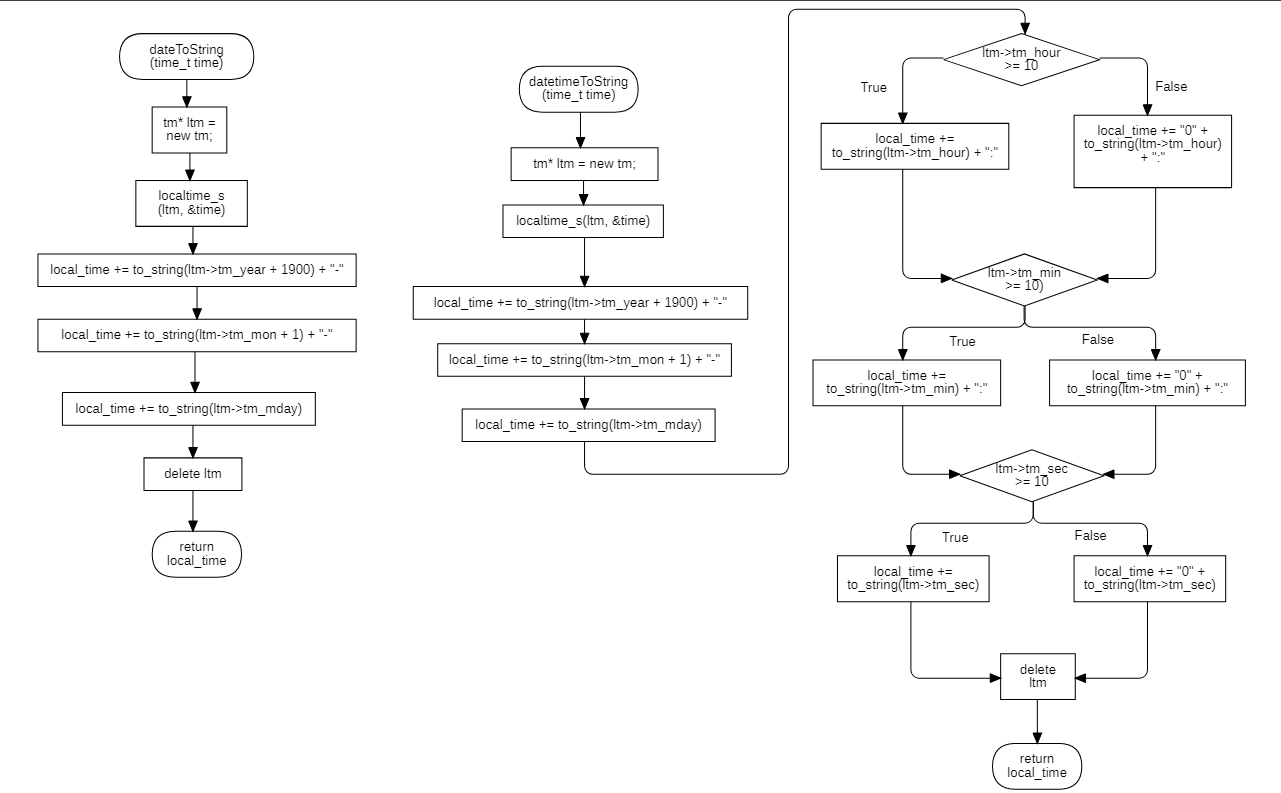 dateToString
(time_t time)
tm* ltm =
new tm;
localtime_s
(ltm, &time)
local_time += to_string(ltm->tm_year + 1900) + "-"
local_time += to_string(ltm->tm_mon + 1) + "-"
local_time += to_string(ltm->tm_mday)
delete ltm
return
local_time
datetimeToString
(time_t time)
tm* ltm = new tm;
localtime_s(ltm, &time)
local_time += to_string(ltm->tm_year + 1900) + "-"
local_time += to_string(ltm->tm_mon + 1) + "-"
local_time += to_string(ltm->tm_mday)
ltm->tm_hour
>= 10
True
False
local_time +=
to_string(ltm->tm_hour) + ":"
local_time += "0" +
to_string(ltm->tm_hour)
+ ":"
ltm->tm_min
>= 10)
True
False
local_time +=
to_string(ltm->tm_min) + ":"
local_time += "0" +
to_string(ltm->tm_min) + ":"
ltm->tm_sec
>= 10
True
False
local_time +=
to_string(ltm->tm_sec)
local_time += "0" +
to_string(ltm->tm_sec)
delete
ltm
return
local_time